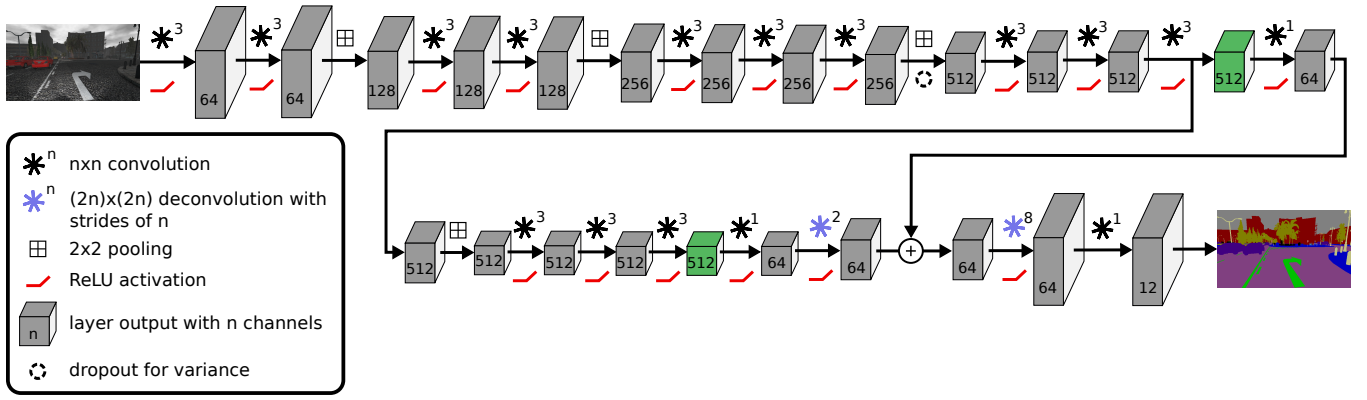 3 3 3 3 3 3 3 3 3 3 1
64 64 128 128 128 256 256 256 256 512 512 512 512 64
n nxn convolution
n (2n)x(2n) deconvolution with
strides of n
2x2 pooling
ReLU activation
n layer output with n channels
dropout for variance
3 3 3 1 2 8 1
512 512 512 512 512 64 64 + 64 64 12